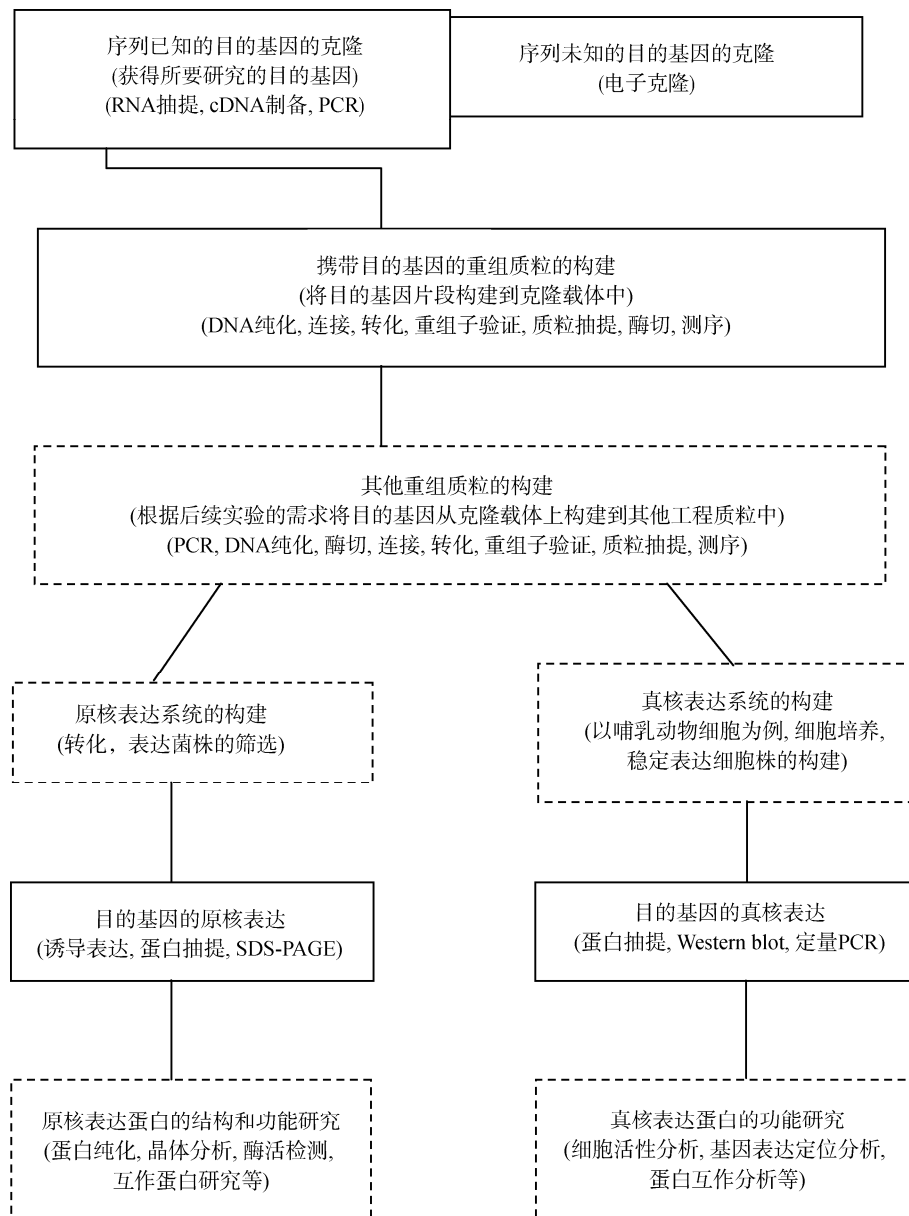 序列已知的目的基因的克隆
(获得所要研究的目的基因)
(RNA抽提, cDNA制备, PCR)
序列未知的目的基因的克隆
(电子克隆)
携带目的基因的重组质粒的构建
(将目的基因片段构建到克隆载体中)
(DNA纯化, 连接, 转化, 重组子验证, 质粒抽提, 酶切, 测序)
其他重组质粒的构建
(根据后续实验的需求将目的基因从克隆载体上构建到其他工程质粒中)
(PCR, DNA纯化, 酶切, 连接, 转化, 重组子验证, 质粒抽提, 测序)
原核表达系统的构建
(转化，表达菌株的筛选)
真核表达系统的构建
(以哺乳动物细胞为例, 细胞培养,
稳定表达细胞株的构建)
目的基因的原核表达
(诱导表达, 蛋白抽提, SDS-PAGE)
目的基因的真核表达
(蛋白抽提, Western blot, 定量PCR)
原核表达蛋白的结构和功能研究
(蛋白纯化, 晶体分析, 酶活检测,
互作蛋白研究等)
真核表达蛋白的功能研究
(细胞活性分析, 基因表达定位分析,
蛋白互作分析等)